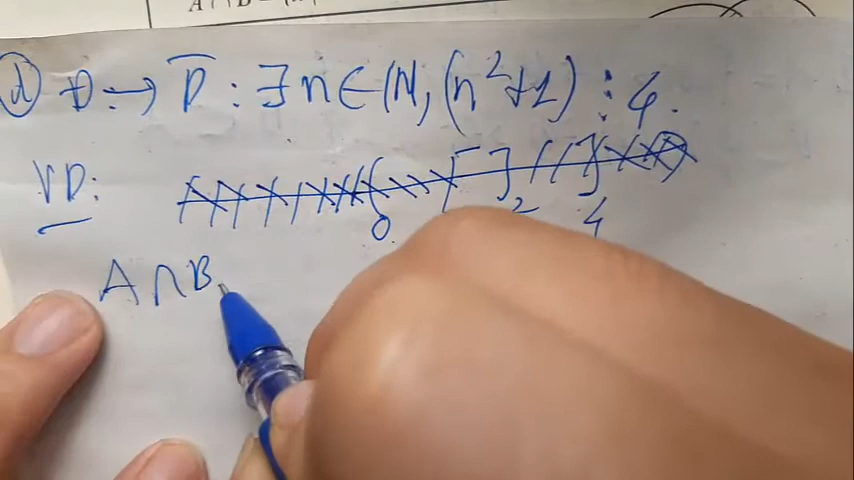 d) D → D̅ : ∃ n ∈ ℕ, (n² + 1) ⋮ 4.
VD:
0 2 4
A ∩ B